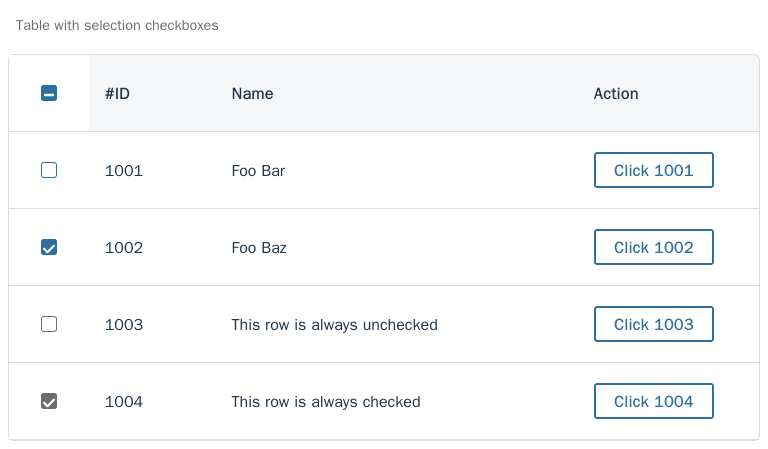 Table with selection checkboxes
#ID Name Action
1001 Foo Bar Click 1001
1002 Foo Baz Click 1002
1003 This row is always unchecked Click 1003
1004 This row is always checked Click 1004